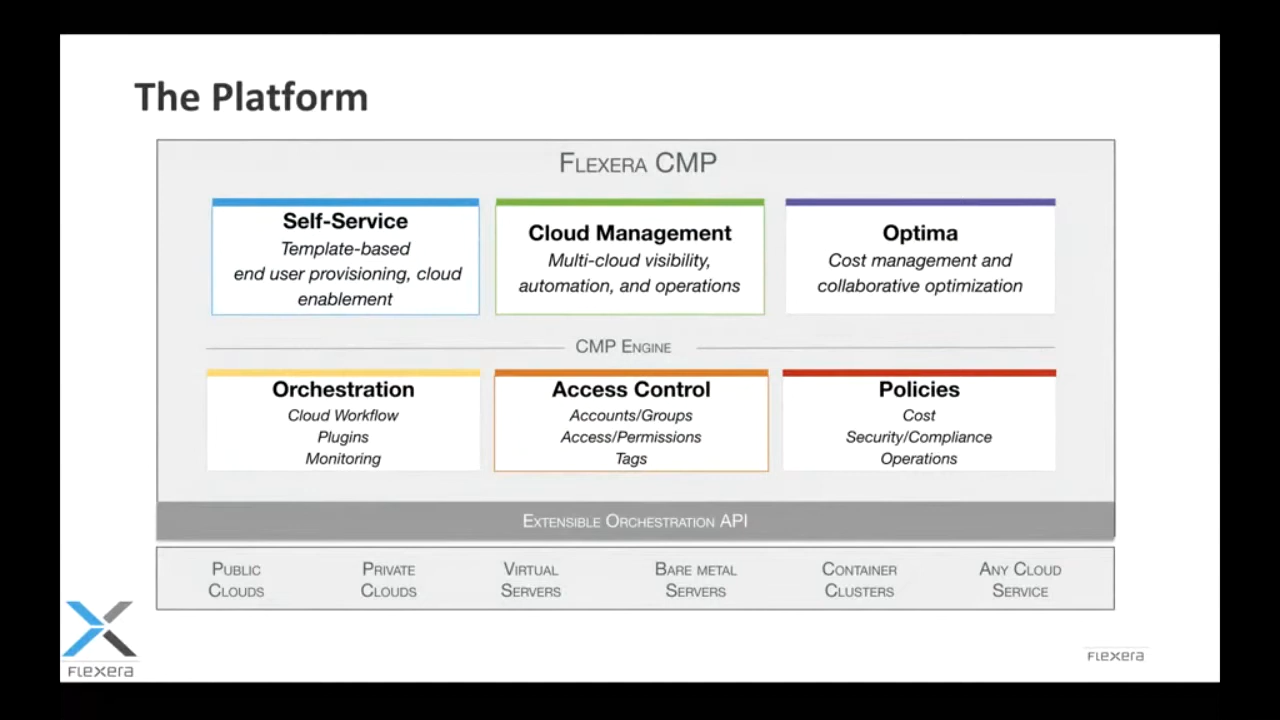 The Platform
FLEXERA CMP
Self-Service
Template-based
end user provisioning, cloud
enablement
Cloud Management
Multi-cloud visibility,
automation, and operations
Optima
Cost management and
collaborative optimization
CMP ENGINE
Orchestration
Cloud Workflow
Plugins
Monitoring
Access Control
Accounts/Groups
Access/Permissions
Tags
Policies
Cost
Security/Compliance
Operations
EXTENSIBLE ORCHESTRATION API
PUBLIC
CLOUDS
PRIVATE
CLOUDS
VIRTUAL
SERVERS
BARE METAL
SERVERS
CONTAINER
CLUSTERS
ANY CLOUD
SERVICE
FLEXERA
FLEXERA